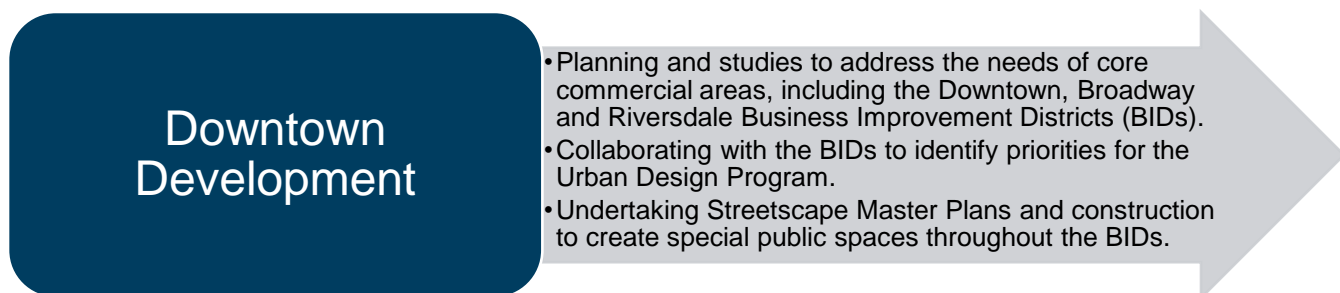 Downtown
Development
•Planning and studies to address the needs of core
commercial areas, including the Downtown, Broadway
and Riversdale Business Improvement Districts (BIDs).
•Collaborating with the BIDs to identify priorities for the
Urban Design Program.
•Undertaking Streetscape Master Plans and construction
to create special public spaces throughout the BIDs.